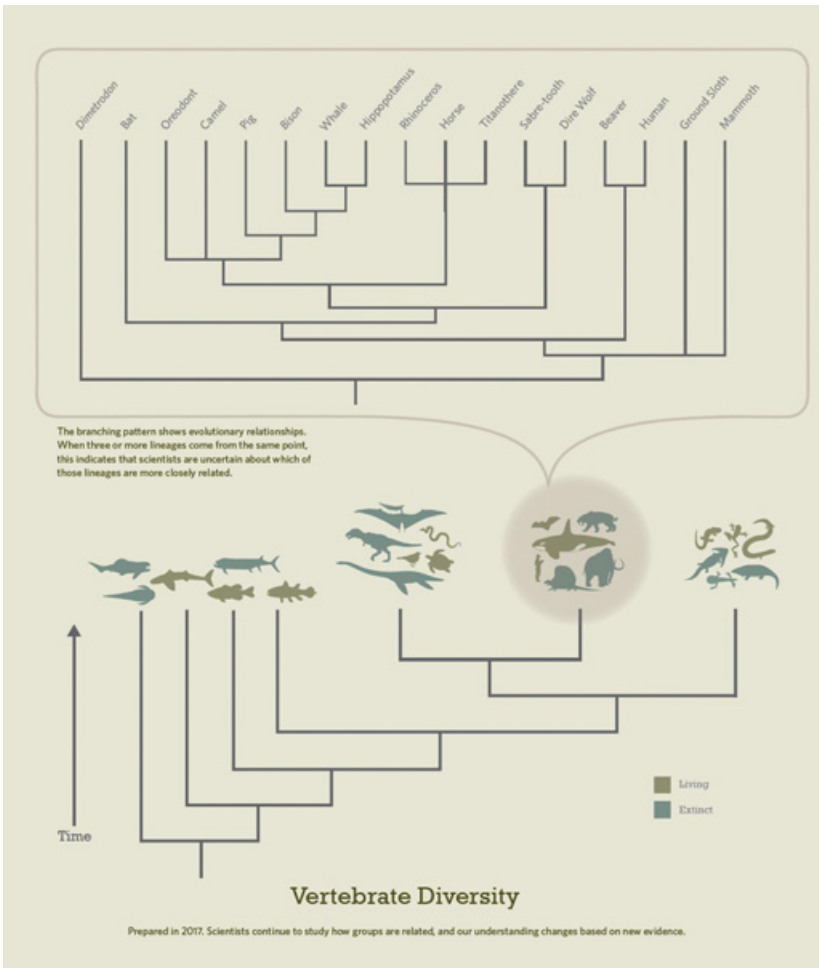 Dimetrodon
Bat
Oreodont
Camel
Pig
Bison
Whale
Hippopotamus
Rhinoceros
Horse
Titanothere
Sabre-tooth
Dire Wolf
Beaver
Human
Ground Sloth
Mammoth
The branching pattern shows evolutionary relationships.
When three or more lineages come from the same point,
this indicates that scientists are uncertain about which of
those lineages are more closely related.
Living
Extinct
Time
Vertebrate Diversity
Prepared in 2017. Scientists continue to study how groups are related, and our understanding changes based on new evidence.